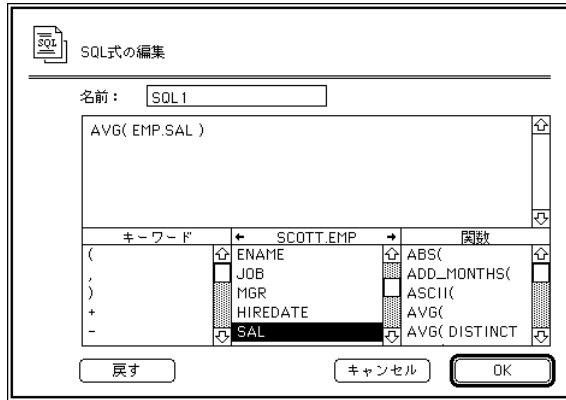 SQL
SQL式の編集
名前： SQL1
AVG( EMP.SAL )
キーワード ← SCOTT.EMP → 関数
( ENAME ABS(
, JOB ADD_MONTHS(
) MGR ASCII(
+ HIREDATE AVG(
- SAL AVG( DISTINCT
戻す キャンセル OK